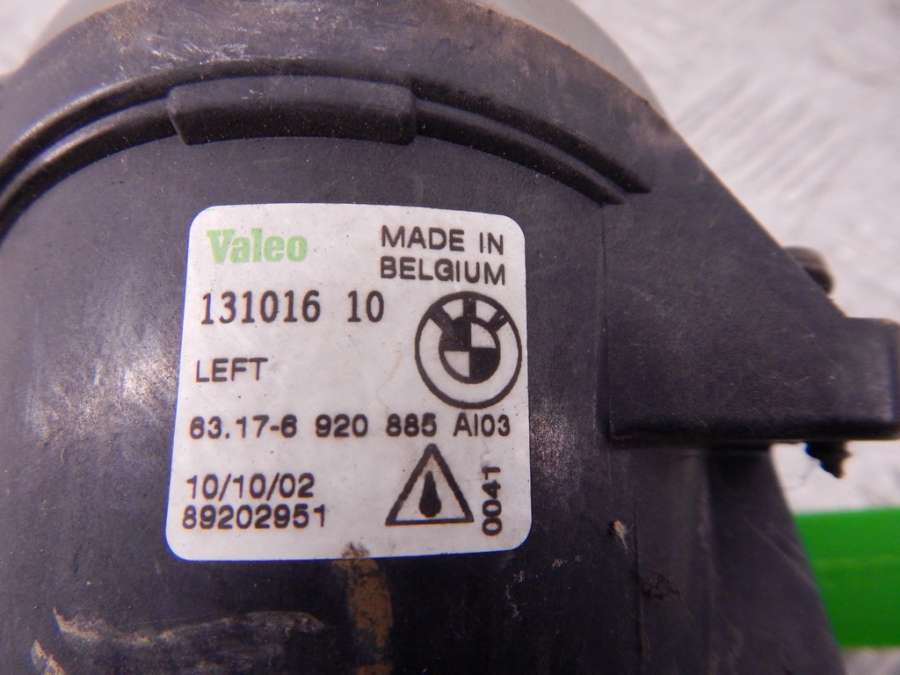 Valeo
MADE IN
BELGIUM
131016 10
LEFT
63.17-6 920 885 AI03
10/10/02
89202951
0041